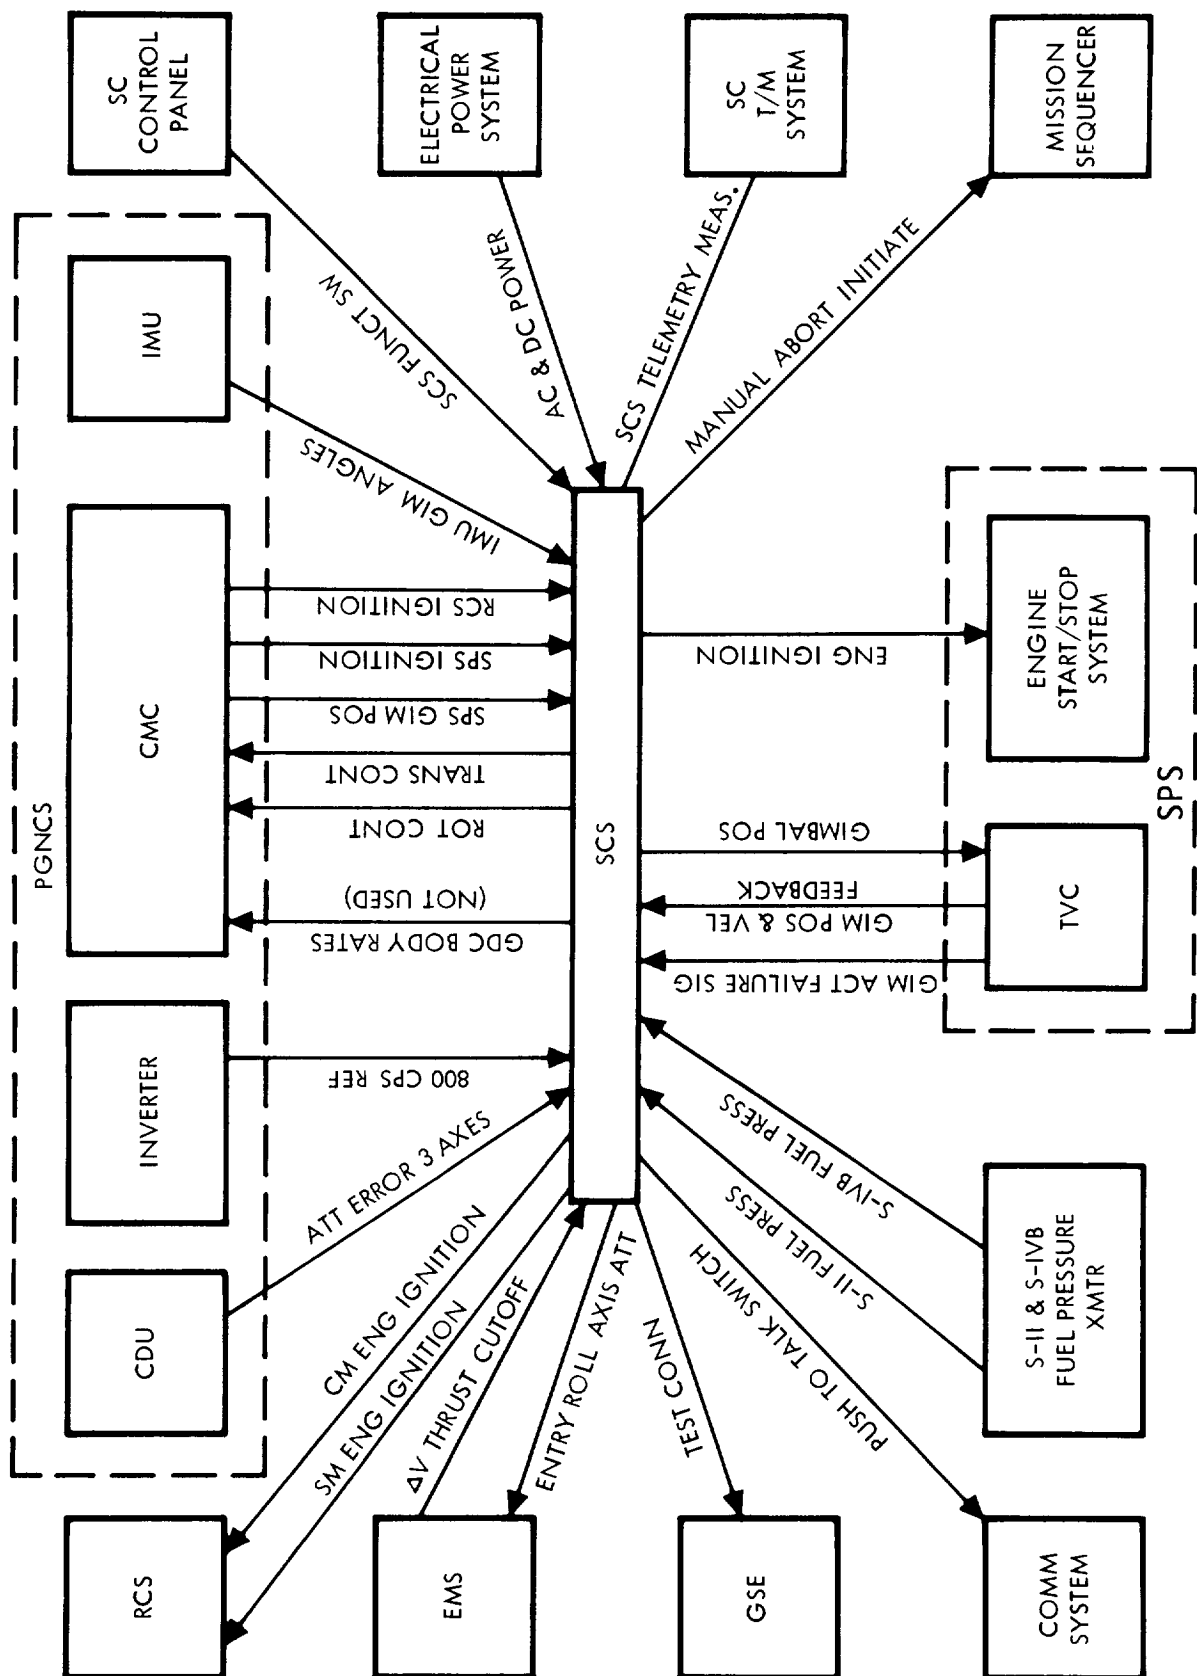 RCS
EMS
GSE
COMM
SYSTEM
PGNCS
CDU
INVERTER
CMC
IMU
SC
CONTROL
PANEL
ELECTRICAL
POWER
SYSTEM
SC
T/M
SYSTEM
MISSION
SEQUENCER
CM ENG IGNITION
SM ENG IGNITION
ΔV THRUST CUTOFF
ENTRY ROLL AXIS ATT
TEST CONN
PUSH TO TALK SWITCH
ATT ERROR 3 AXES
800 CPS REF
GDC BODY RATES
(NOT USED)
ROT CONT
TRANS CONT
SPS GIM POS
SPS IGNITION
RCS IGNITION
IMU GIM ANGLES
SCS FUNCT SW
AC & DC POWER
SCS TELEMETRY MEAS.
MANUAL ABORT INITIATE
SCS
S-II FUEL PRESS
S-IVB FUEL PRESS
GIM ACT FAILURE SIG
GIM POS & VEL
FEEDBACK
GIMBAL POS
ENG IGNITION
S-II & S-IVB
FUEL PRESSURE
XMTR
TVC
ENGINE
START/STOP
SYSTEM
SPS